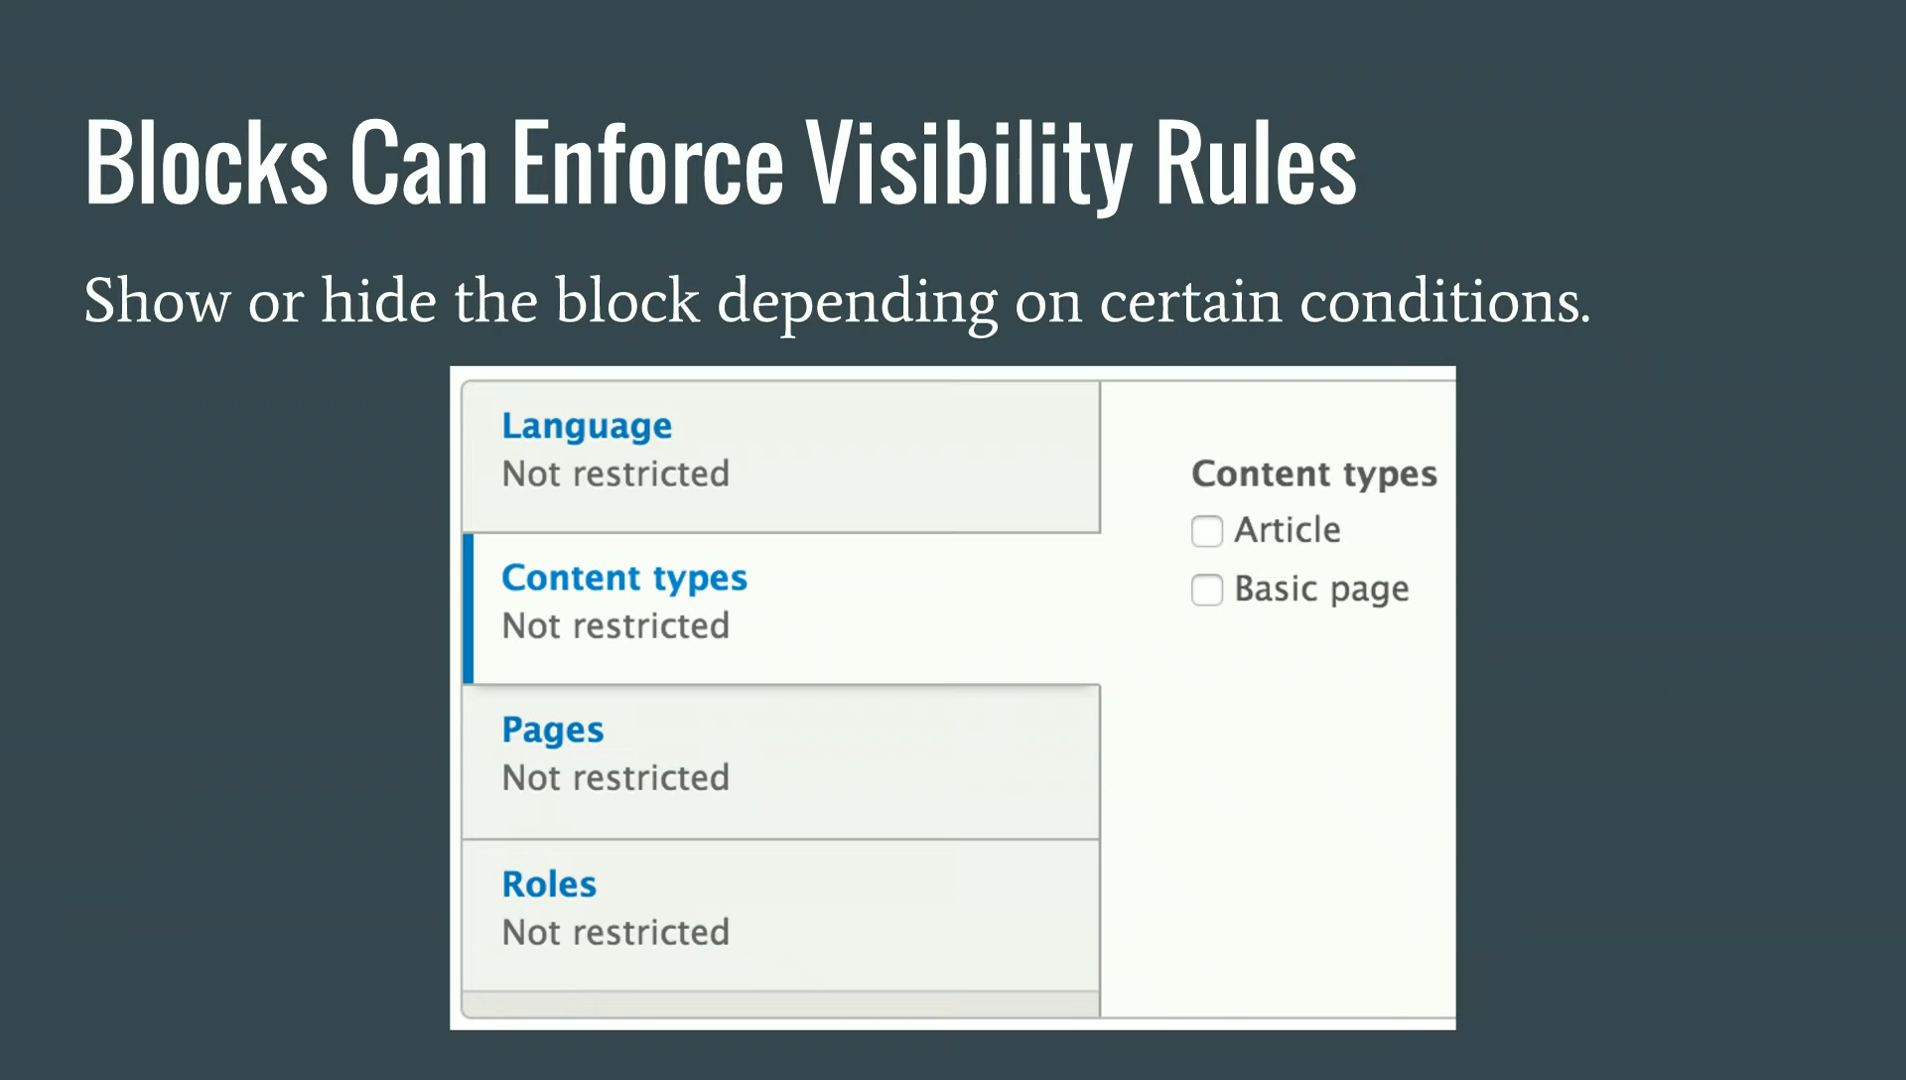 Blocks Can Enforce Visibility Rules
Show or hide the block depending on certain conditions.
Language
Not restricted
Content types
Not restricted
Pages
Not restricted
Roles
Not restricted
Content types
Article
Basic page